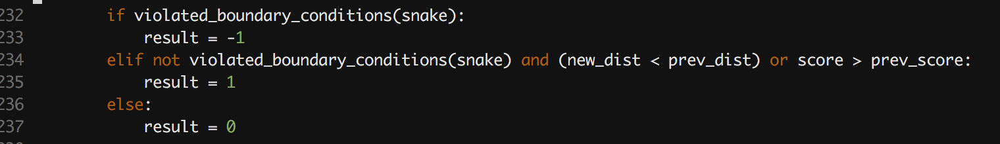 232 if violated_boundary_conditions(snake):
233 result = -1
234 elif not violated_boundary_conditions(snake) and (new_dist < prev_dist) or score > prev_score:
235 result = 1
236 else:
237 result = 0